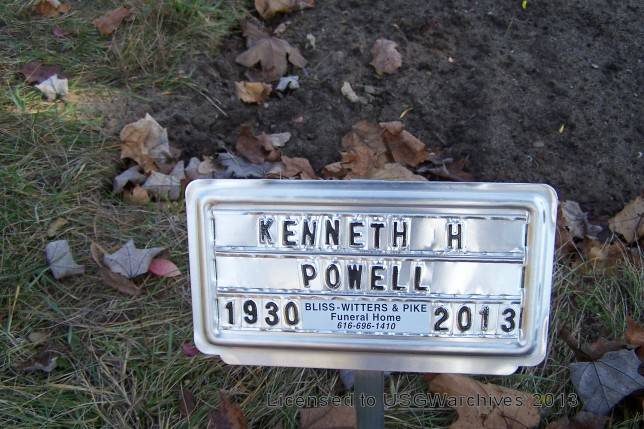 KENNETH H
POWELL
1930 BLISS-WITTERS & PIKE 2013
Funeral Home
616-696-1410
Licensed to USGWarchives 2013